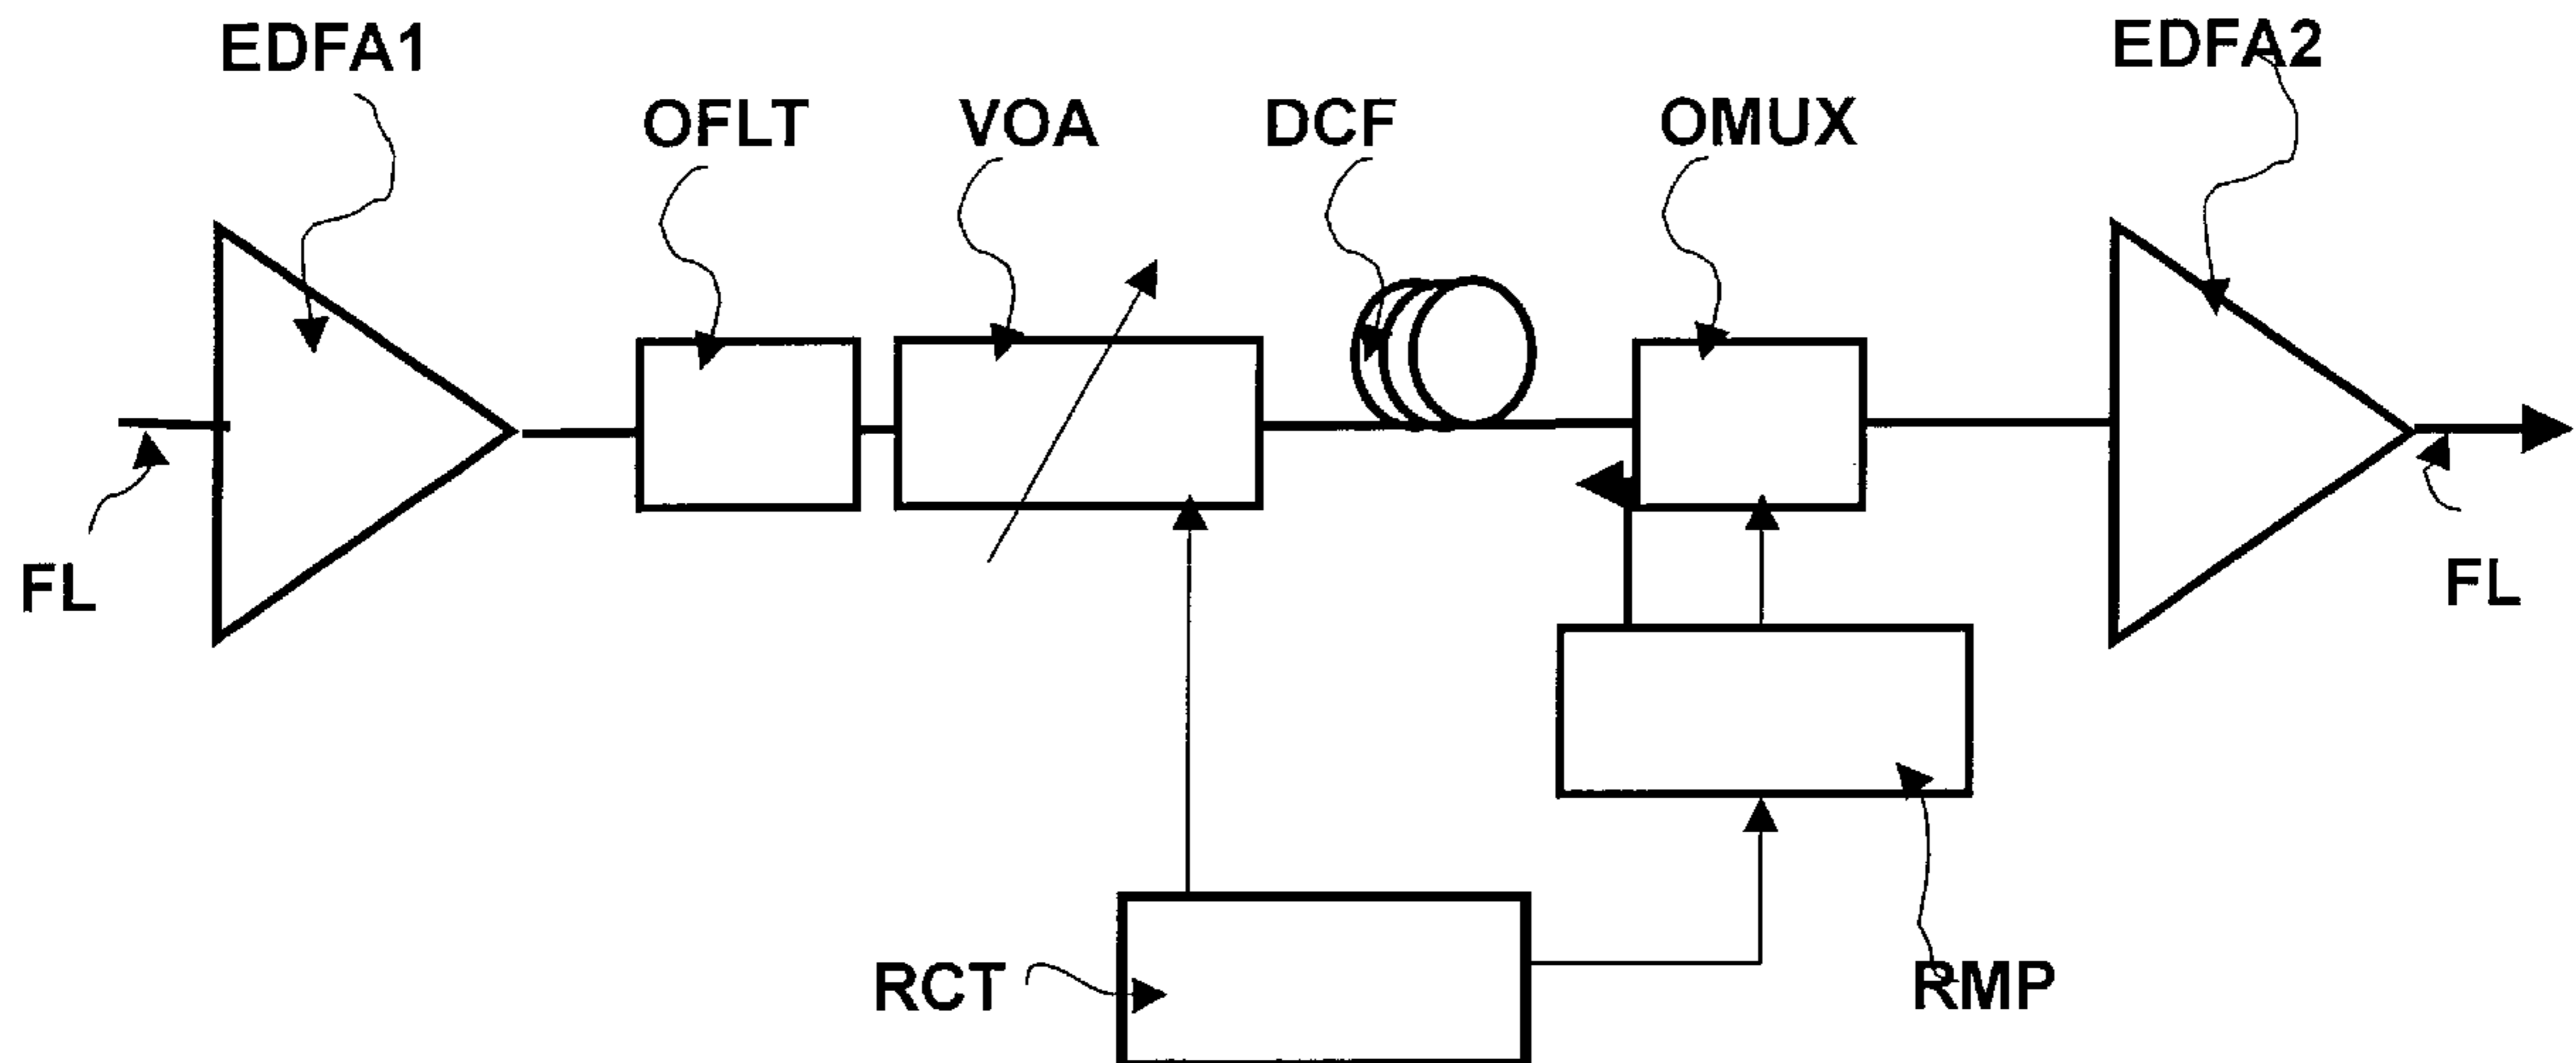 EDFA1
EDFA2
OFLT
VOA
DCF
OMUX
FL
FL
RCT
RMP